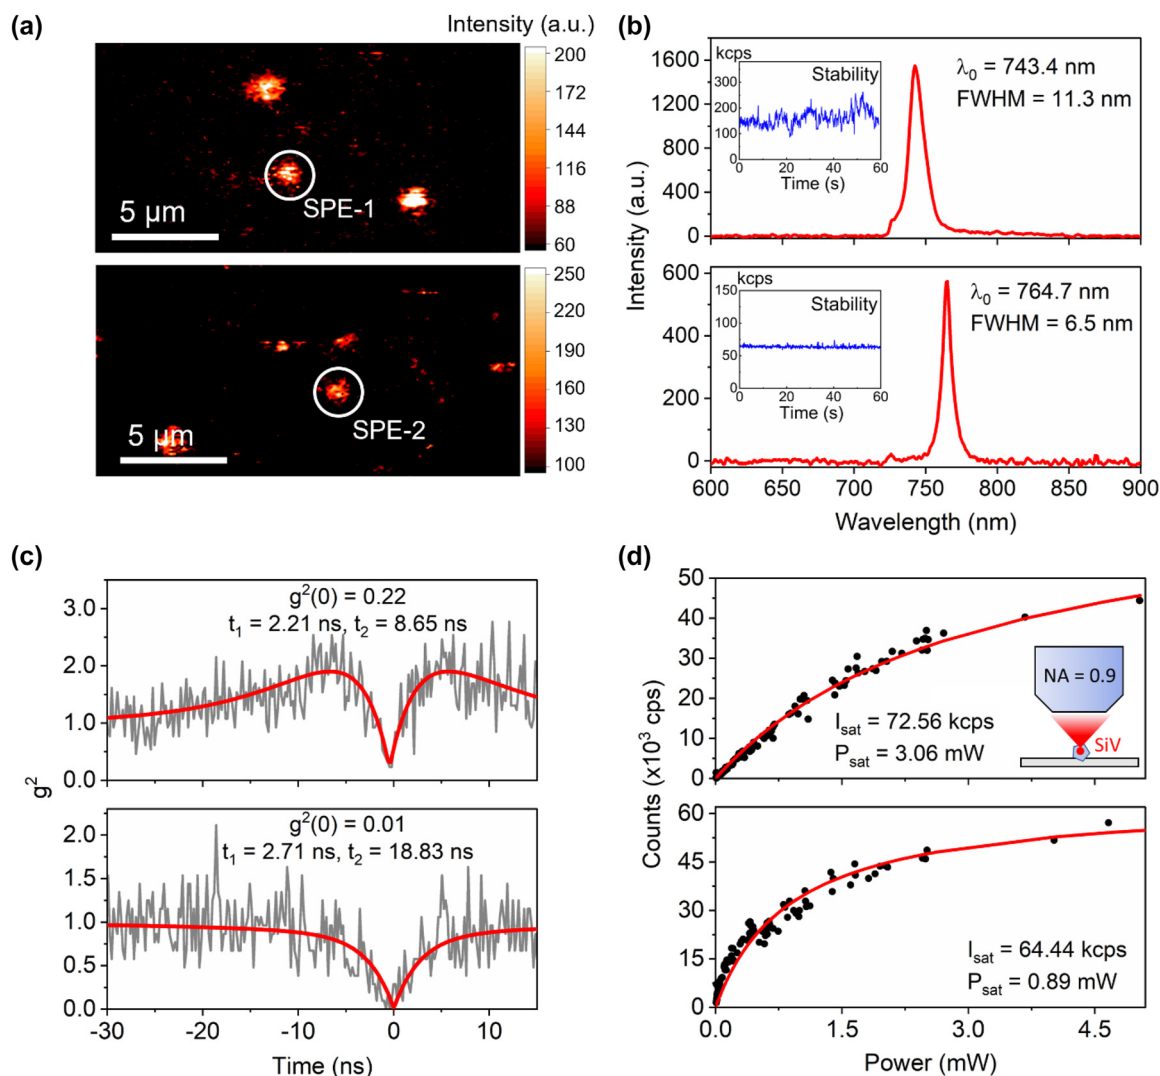 (a)
Intensity (a.u.)
200
172
144
116
88
60
SPE-1
5 µm
250
220
190
160
130
100
SPE-2
5 µm
(b)
Intensity (a.u.)
1600
1200
800
400
0
kcps
300
200
100
0
Stability
0 20 40 60
Time (s)
λ0 = 743.4 nm
FWHM = 11.3 nm
600
400
200
0
kcps
150
100
50
0
Stability
0 20 40 60
Time (s)
λ0 = 764.7 nm
FWHM = 6.5 nm
600 650 700 750 800 850 900
Wavelength (nm)
(c)
g²
3.0
2.0
1.0
0.0
g²(0) = 0.22
t1 = 2.21 ns, t2 = 8.65 ns
2.0
1.5
1.0
0.5
0.0
g²(0) = 0.01
t1 = 2.71 ns, t2 = 18.83 ns
-30 -20 -10 0 10
Time (ns)
(d)
Counts (x10³ cps)
50
40
30
20
10
0
Isat = 72.56 kcps
Psat = 3.06 mW
NA = 0.9
SiV
60
45
30
15
0
Isat = 64.44 kcps
Psat = 0.89 mW
0.0 1.5 3.0 4.5
Power (mW)